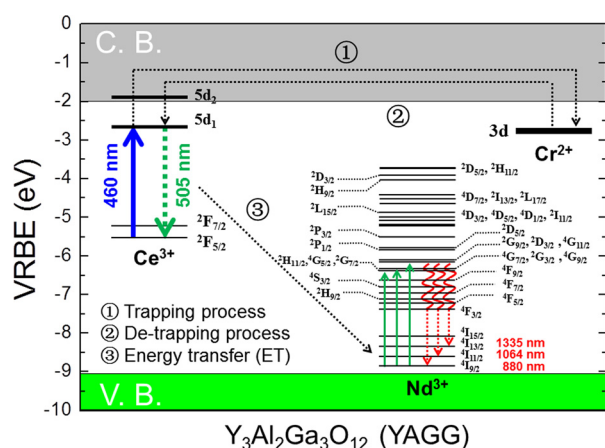 0
-1
-2
-3
-4
-5
-6
-7
-8
-9
-10
VRBE (eV)
C. B.
①
5d₂
5d₁
②
3d
Cr²⁺
460 nm
505 nm
③
²F₇/₂
²F₅/₂
Ce³⁺
① Trapping process
② De-trapping process
③ Energy transfer (ET)
²D₃/₂
²H₉/₂
²L₁₅/₂
²P₃/₂
²P₁/₂
²H₁₁/₂, ⁴G₅/₂, ²G₇/₂
⁴S₃/₂
²H₉/₂
²D₅/₂, ²H₁₁/₂
⁴D₇/₂, ²I₁₃/₂, ²L₁₇/₂
⁴D₃/₂, ⁴D₅/₂, ⁴D₁/₂, ²I₁₁/₂
²D₅/₂
²G₉/₂, ²D₃/₂, ⁴G₁₁/₂
⁴G₇/₂, ²G₃/₂, ⁴G₉/₂
⁴F₉/₂
⁴F₇/₂
⁴F₅/₂
⁴F₃/₂
⁴I₁₅/₂
⁴I₁₃/₂ 1335 nm
⁴I₁₁/₂ 1064 nm
⁴I₉/₂ 880 nm
Nd³⁺
V. B.
Y₃Al₂Ga₃O₁₂ (YAGG)